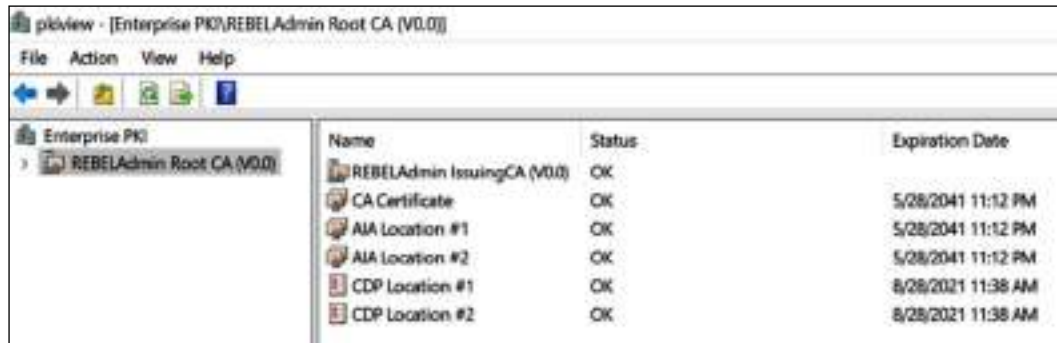 pkiview - [Enterprise PKI\REBELAdmin Root CA (V0.0)]
File Action View Help
Enterprise PKI
REBELAdmin Root CA (V0.0)
Name Status Expiration Date
REBELAdmin IssuingCA (V0.0) OK
CA Certificate OK 5/28/2041 11:12 PM
AIA Location #1 OK 5/28/2041 11:12 PM
AIA Location #2 OK 5/28/2041 11:12 PM
CDP Location #1 OK 8/28/2021 11:38 AM
CDP Location #2 OK 8/28/2021 11:38 AM